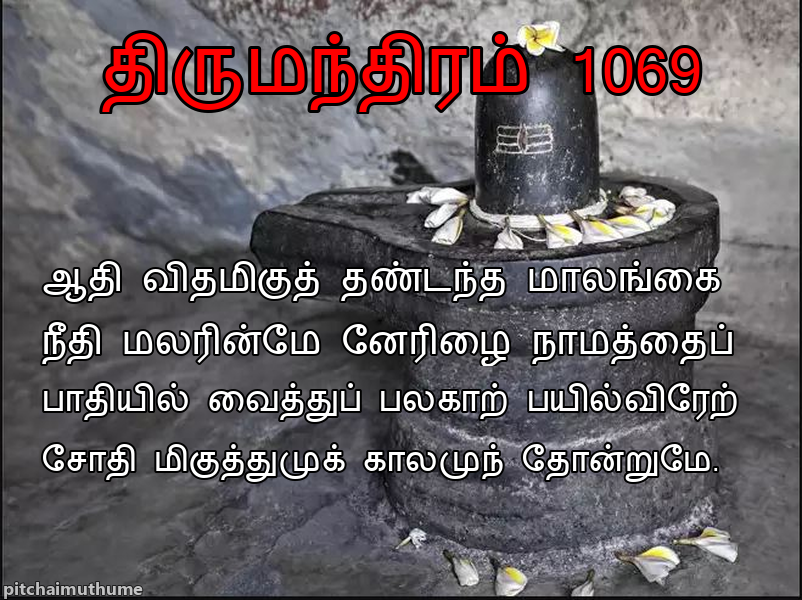 திருமந்திரம் 1069
ஆதி விதமிகுத் தண்டந்த மாலங்கை
நீதி மலரின்மே னேரிழை நாமத்தைப்
பாதியில் வைத்துப் பலகாற் பயில்விரேற்
சோதி மிகுத்துமுக் காலமுந் தோன்றுமே.
pitchaimuthume